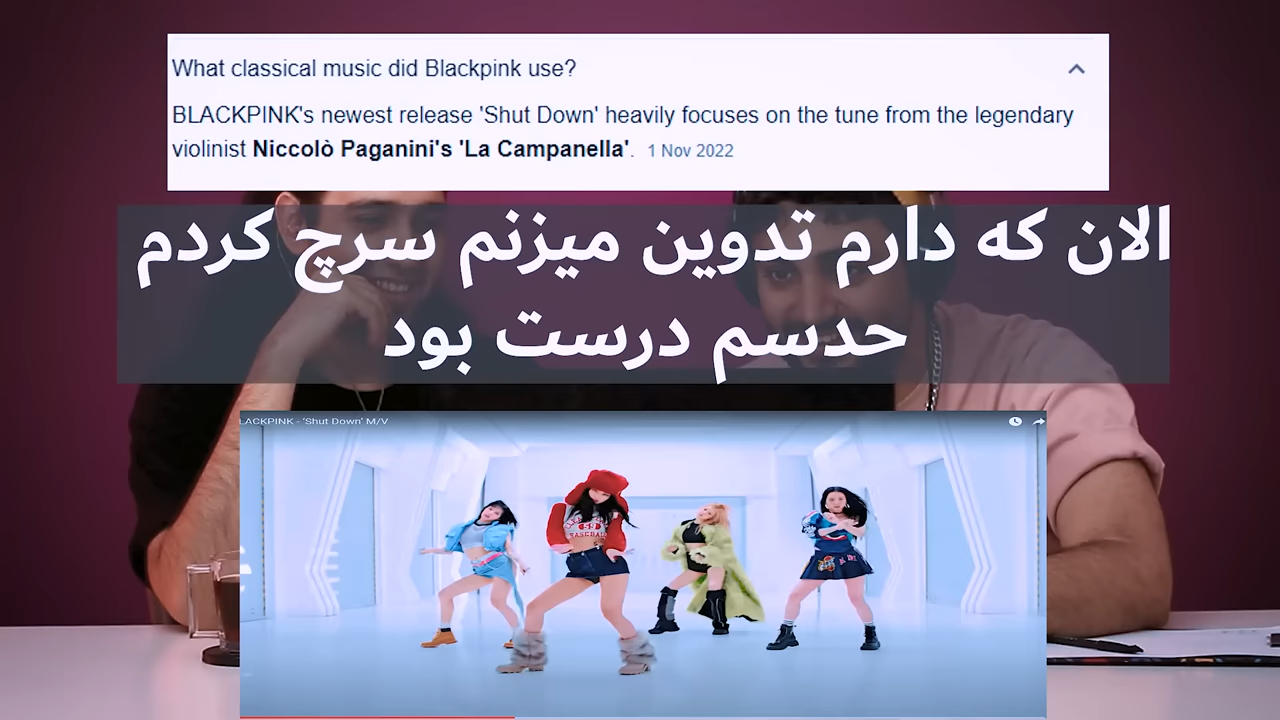 What classical music did Blackpink use?
BLACKPINK's newest release 'Shut Down' heavily focuses on the tune from the legendary
violinist Niccolò Paganini's 'La Campanella'. 1 Nov 2022
الان که دارم تدوین میزنم سرچ کردم
حدسم درست بود
LACKPINK - 'Shut Down' M/V